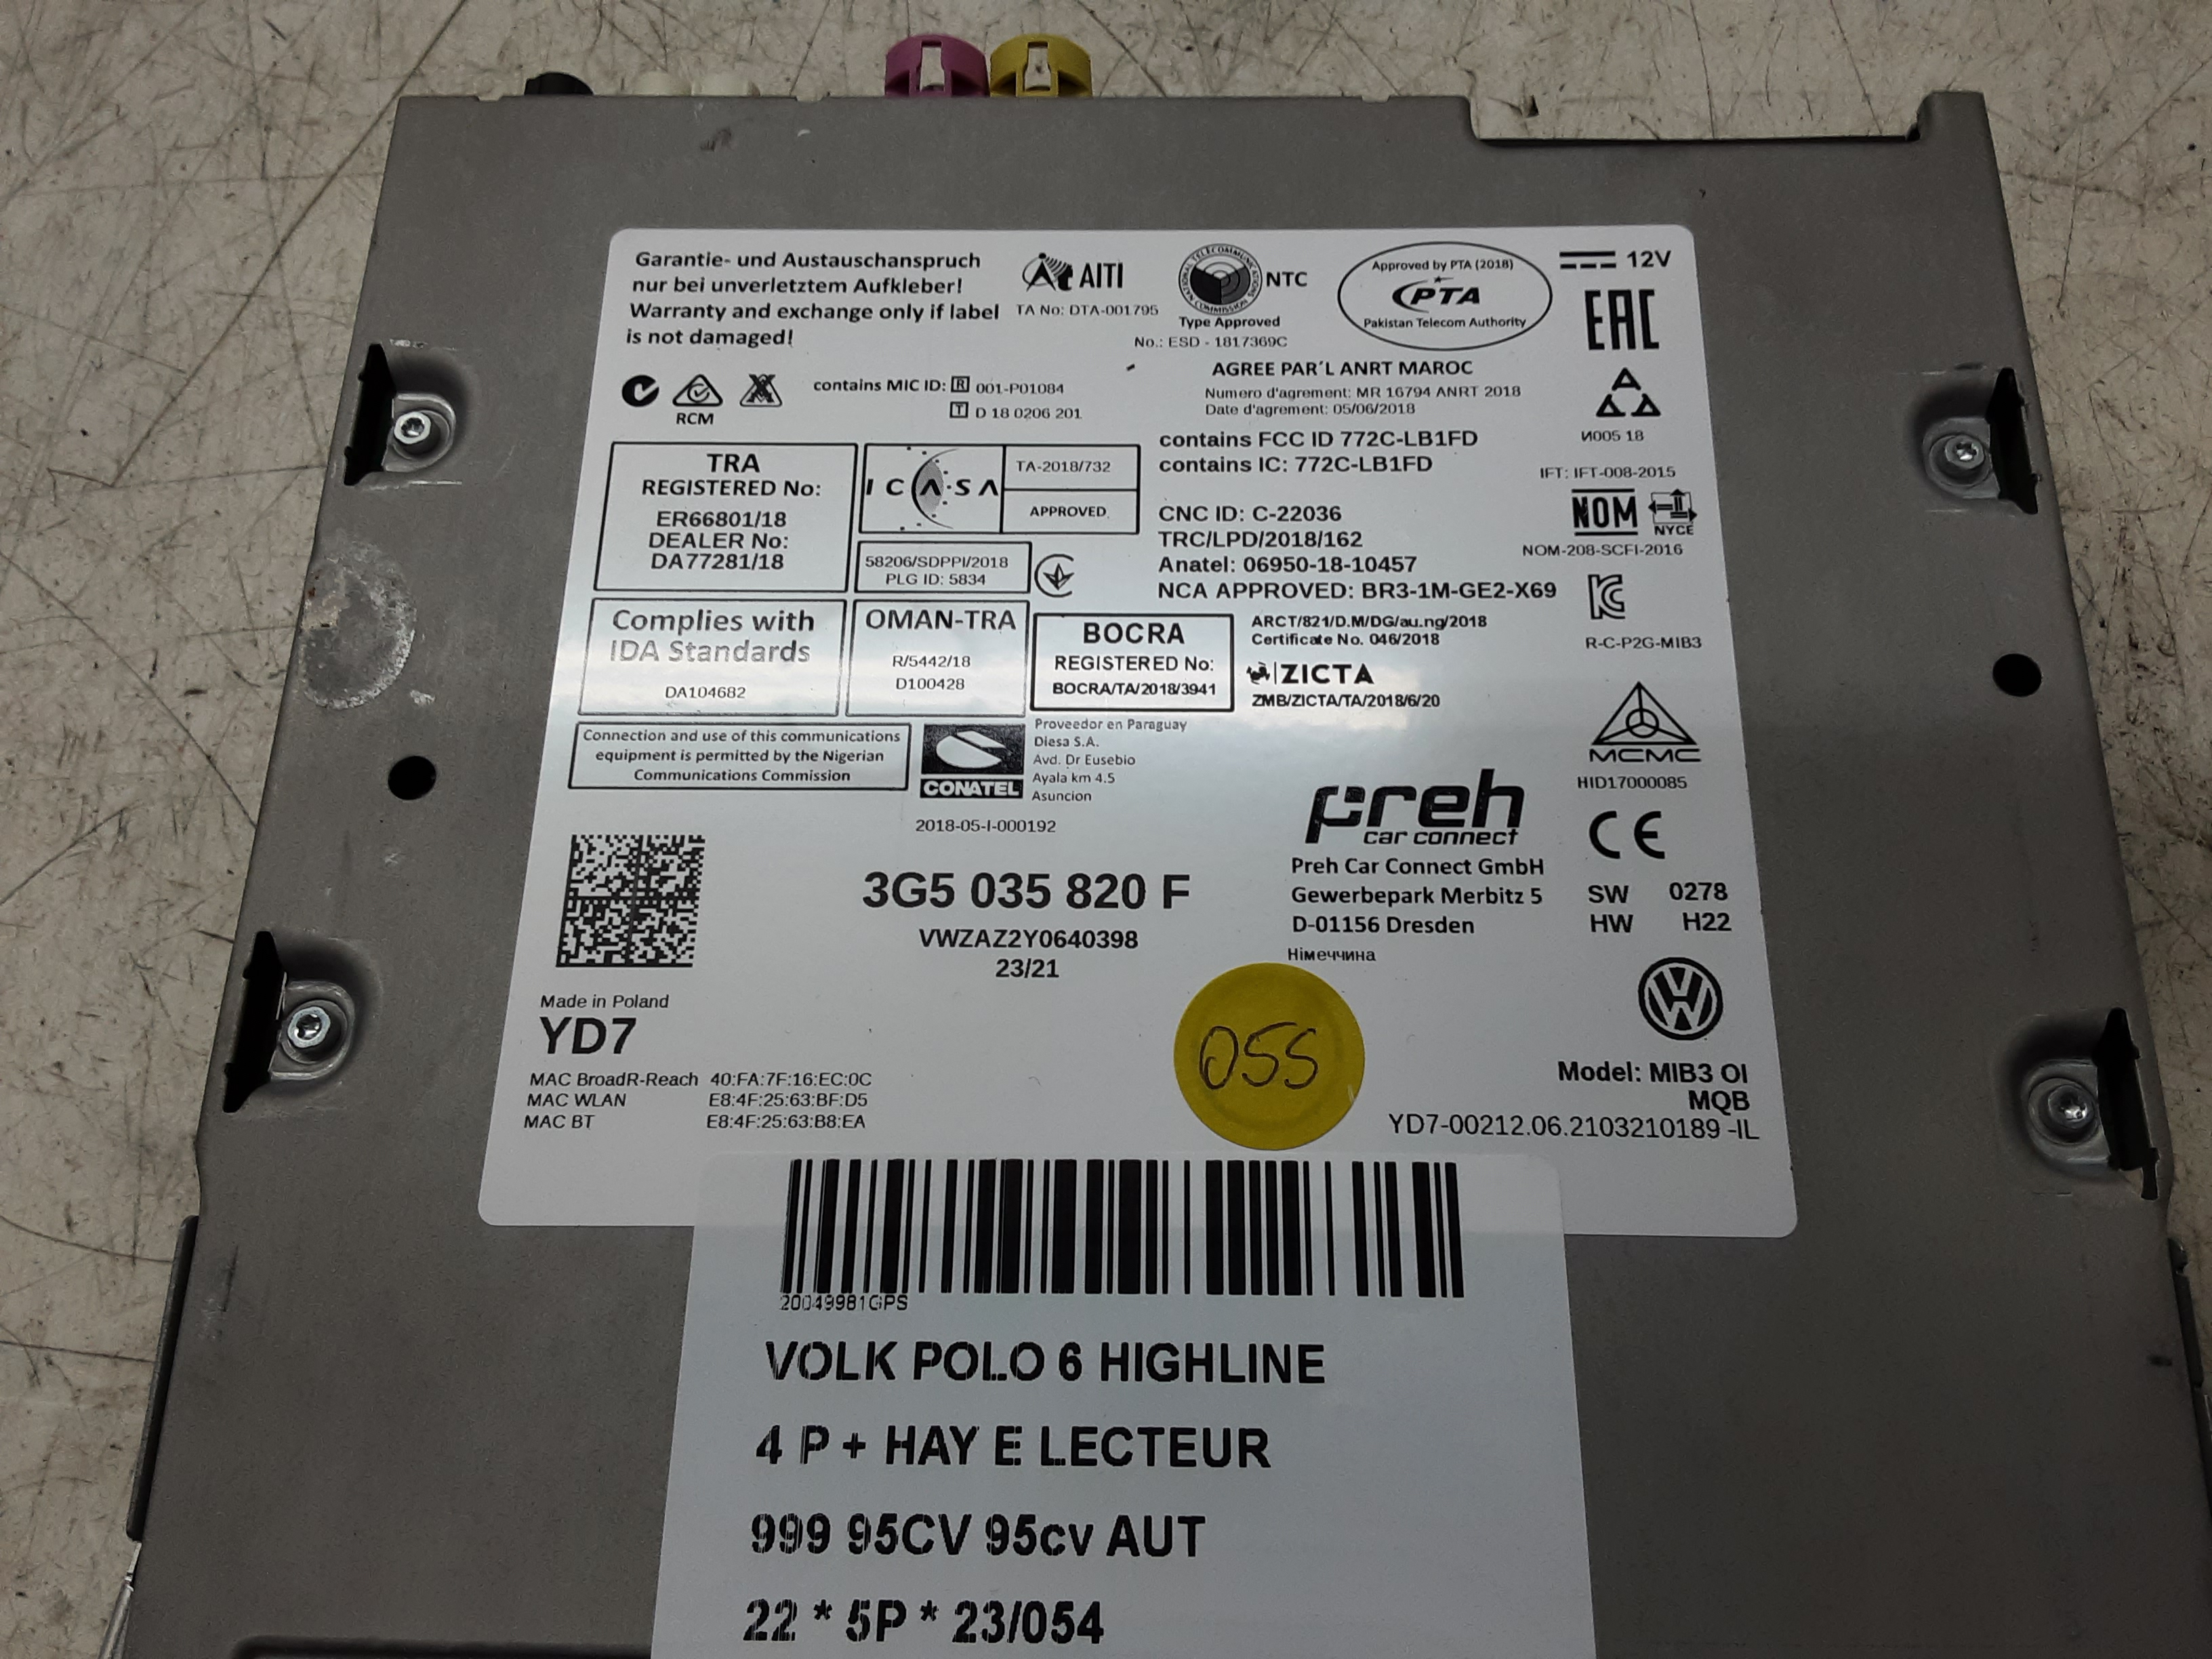 Garantie- und Austauschanspruch
nur bei unverletztem Aufkleber!
Warranty and exchange only if label
is not damaged!
AITI
TA No: DTA-001795
NATIONAL TELECOMMUNICATIONS COMMISSION
NTC
Type Approved
No.: ESD - 1817369C
Approved by PTA (2018)
PTA
Pakistan Telecom Authority
12V
EAC
RCM
contains MIC ID: R 001-P01084
T D 18 0206 201
AGREE PAR´L ANRT MAROC
Numero d'agrement: MR 16794 ANRT 2018
Date d'agrement: 05/06/2018
И005 18
contains FCC ID 772C-LB1FD
contains IC: 772C-LB1FD
TRA
REGISTERED No:
ER66801/18
DEALER No:
DA77281/18
ICASA
TA-2018/732
APPROVED
58206/SDPPI/2018
PLG ID: 5834
CNC ID: C-22036
TRC/LPD/2018/162
Anatel: 06950-18-10457
NCA APPROVED: BR3-1M-GE2-X69
IFT: IFT-008-2015
NOM
NYCE
NOM-208-SCFI-2016
R-C-P2G-MIB3
Complies with
IDA Standards
DA104682
OMAN-TRA
R/5442/18
D100428
BOCRA
REGISTERED No:
BOCRA/TA/2018/3941
ARCT/821/D.M/DG/au.ng/2018
Certificate No. 046/2018
ZICTA
ZMB/ZICTA/TA/2018/6/20
MCMC
HID17000085
Connection and use of this communications
equipment is permitted by the Nigerian
Communications Commission
CONATEL
Proveedor en Paraguay
Diesa S.A.
Avd. Dr Eusebio
Ayala km 4.5
Asuncion
2018-05-I-000192
preh
car connect
Preh Car Connect GmbH
Gewerbepark Merbitz 5
D-01156 Dresden
Німеччина
CE
SW 0278
HW H22
3G5 035 820 F
VWZAZ2Y0640398
23/21
Made in Poland
YD7
MAC BroadR-Reach 40:FA:7F:16:EC:0C
MAC WLAN E8:4F:25:63:BF:D5
MAC BT E8:4F:25:63:B8:EA
055
Model: MIB3 OI
MQB
YD7-00212.06.2103210189 -IL
20049981GPS
VOLK POLO 6 HIGHLINE
4 P + HAY E LECTEUR
999 95CV 95cv AUT
22 * 5P * 23/054